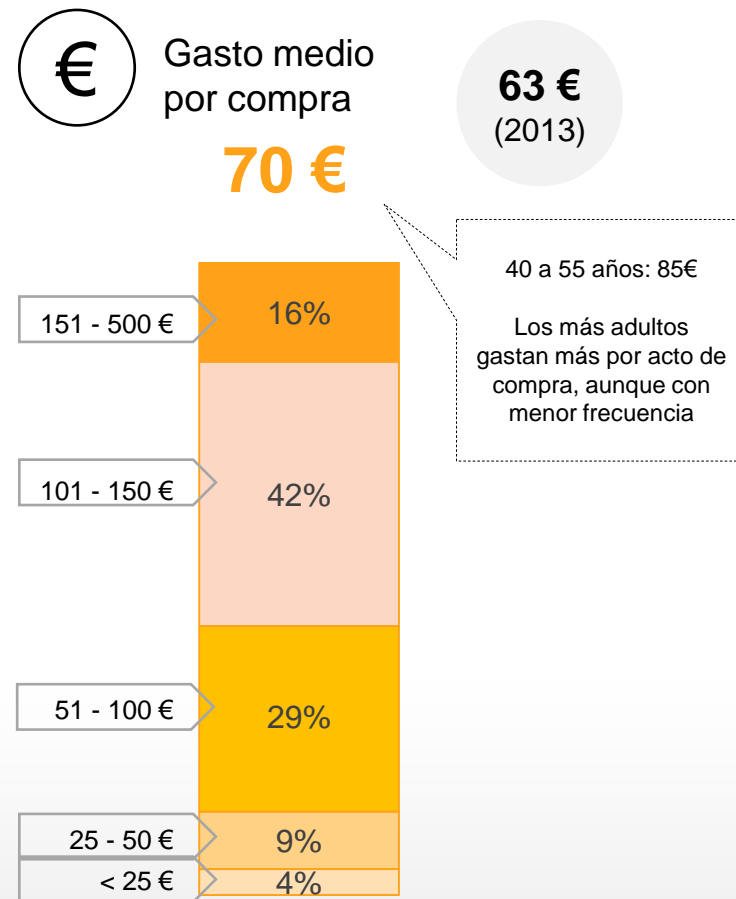 €
Gasto medio
por compra
70 €
63 €
(2013)
40 a 55 años: 85€
Los más adultos
gastan más por acto de
compra, aunque con
menor frecuencia
151 - 500 €
16%
101 - 150 €
42%
51 - 100 €
29%
25 - 50 €
9%
< 25 €
4%